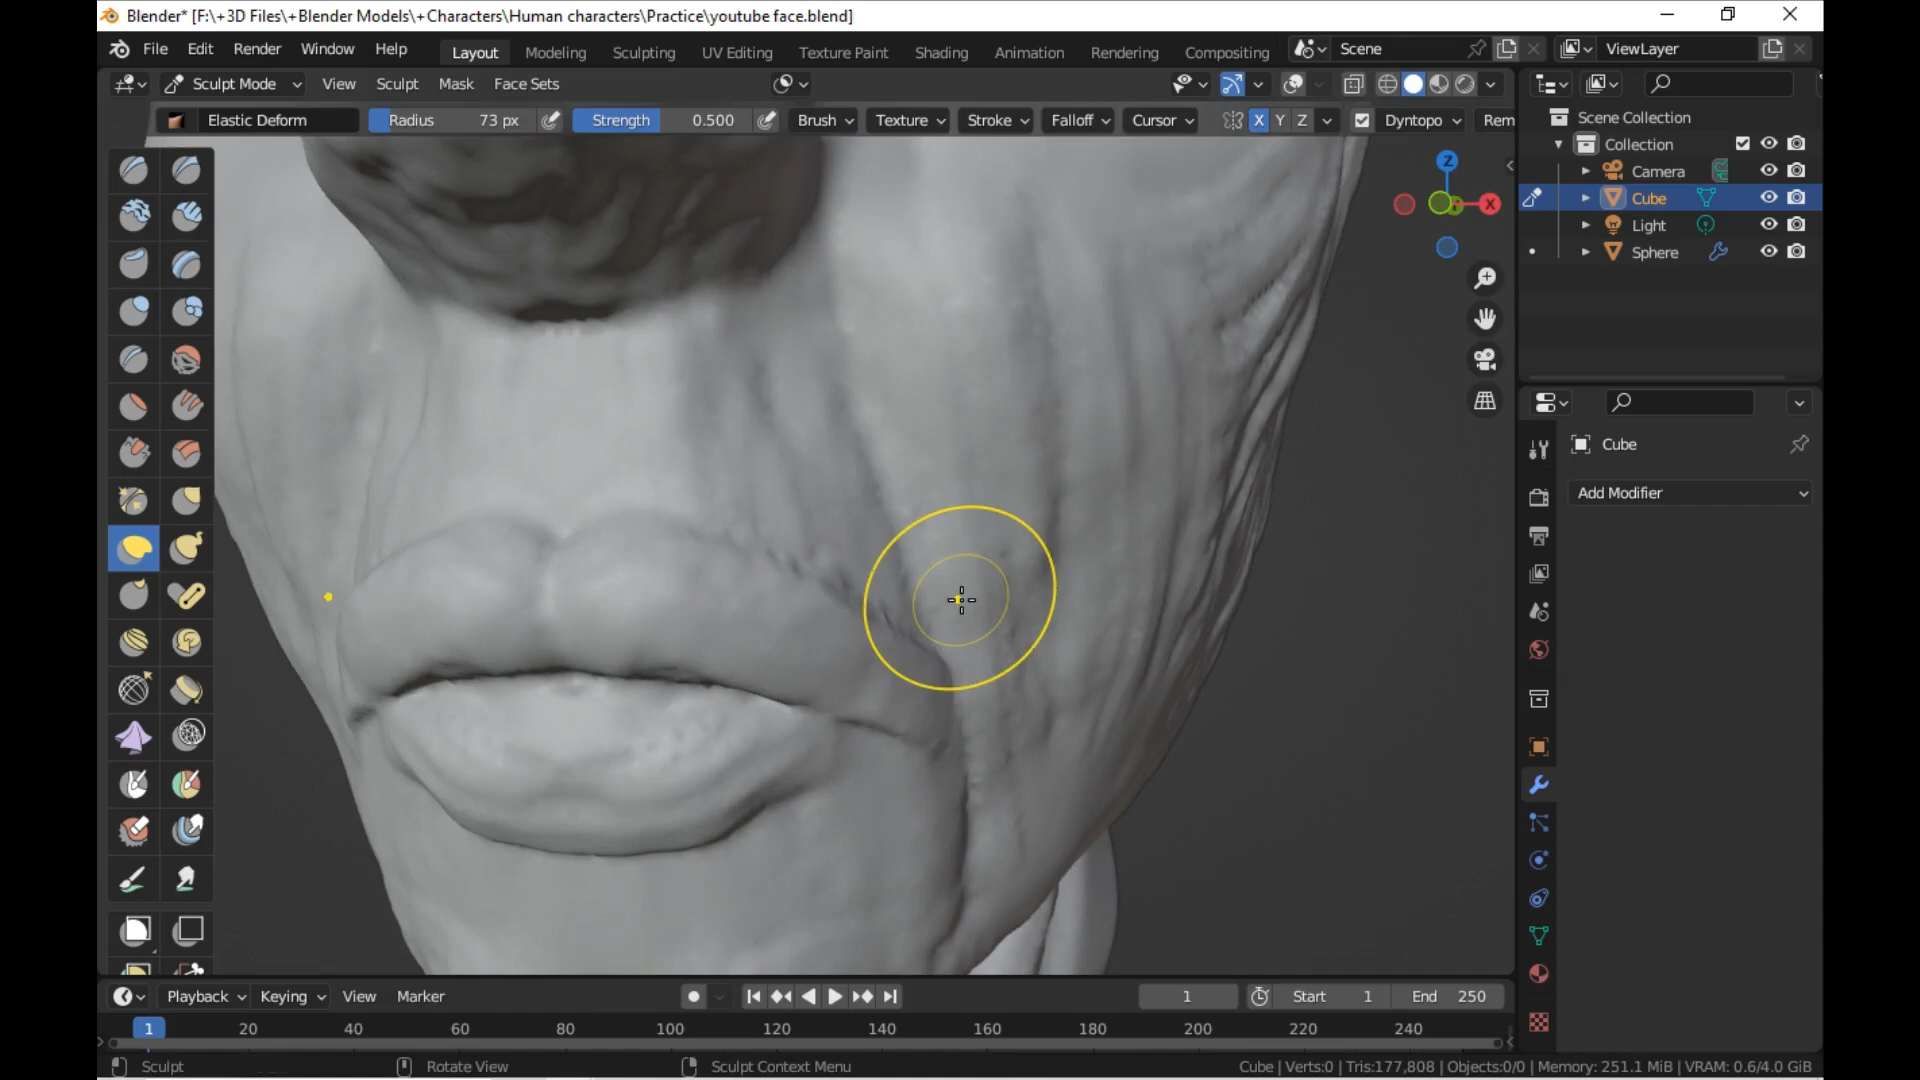 Blender* [F:\+3D Files\+Blender Models\+Characters\Human characters\Practice\youtube face.blend]
File Edit Render Window Help Layout Modeling Sculpting UV Editing Texture Paint Shading Animation Rendering Compositing Scene ViewLayer
Sculpt Mode View Sculpt Mask Face Sets
Elastic Deform Radius 73 px Strength 0.500 Brush Texture Stroke Falloff Cursor X Y Z Dyntopo Rem
Scene Collection
Collection
Camera
Cube
Light
Sphere
Z
X
Cube
Add Modifier
Playback Keying View Marker 1 Start 1 End 250
1 20 40 60 80 100 120 140 160 180 200 220 240
Sculpt Rotate View Sculpt Context Menu Cube | Verts:0 | Tris:177,808 | Objects:0/0 | Memory: 251.1 MiB | VRAM: 0.6/4.0 GiB